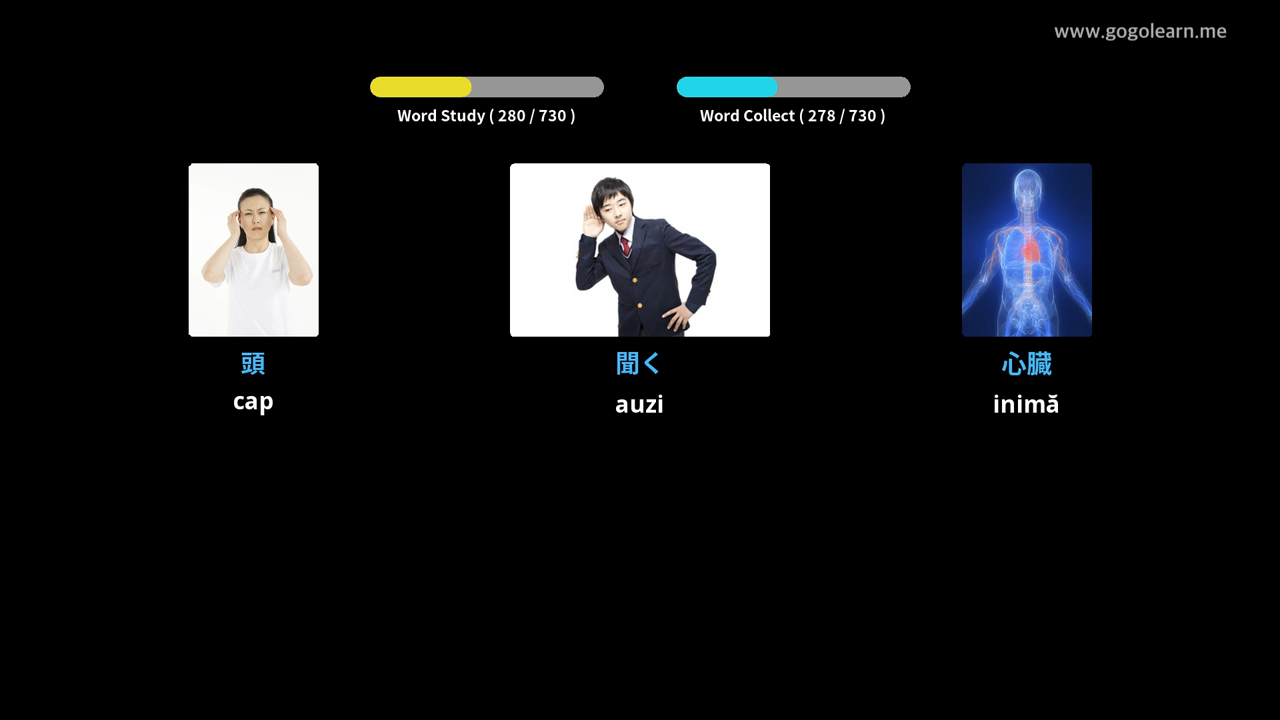 www.gogolearn.me
Word Study ( 280 / 730 )
Word Collect ( 278 / 730 )
頭
聞く
心臓
cap
auzi
inimă